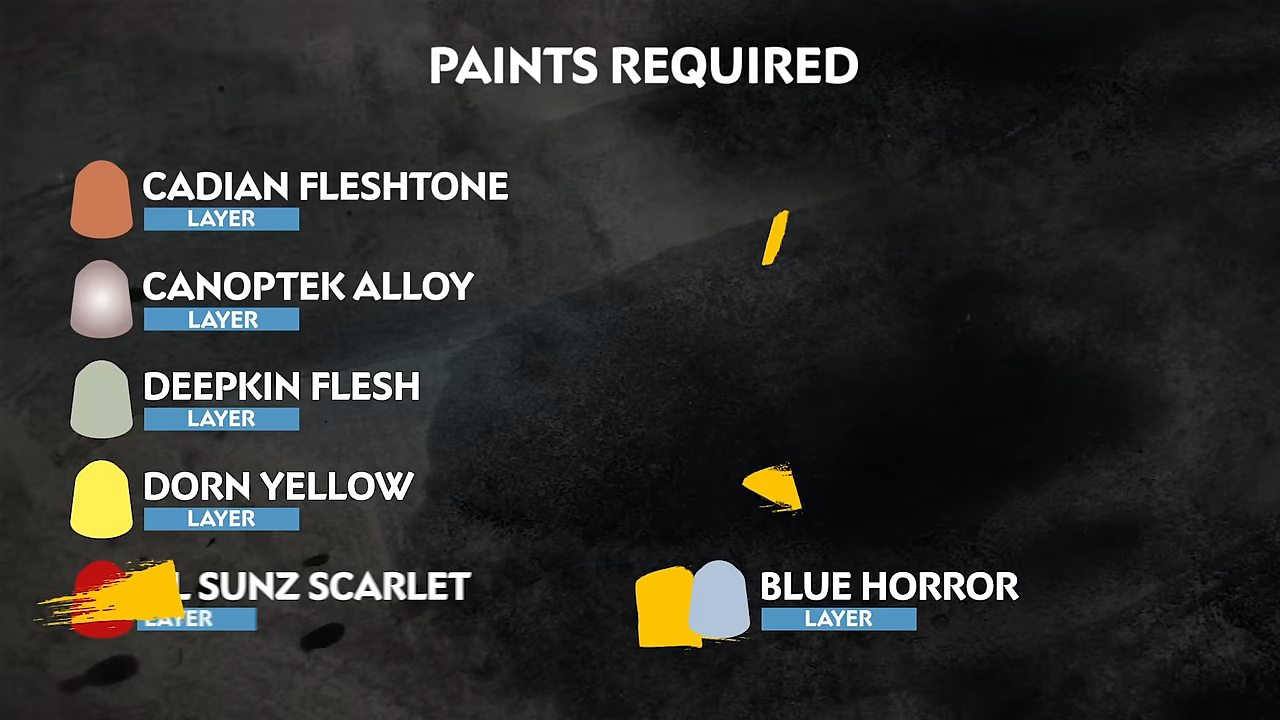 PAINTS REQUIRED
CADIAN FLESHTONE
LAYER
CANOPTEK ALLOY
LAYER
DEEPKIN FLESH
LAYER
DORN YELLOW
LAYER
SUNZ SCARLET
LAYER
BLUE HORROR
LAYER